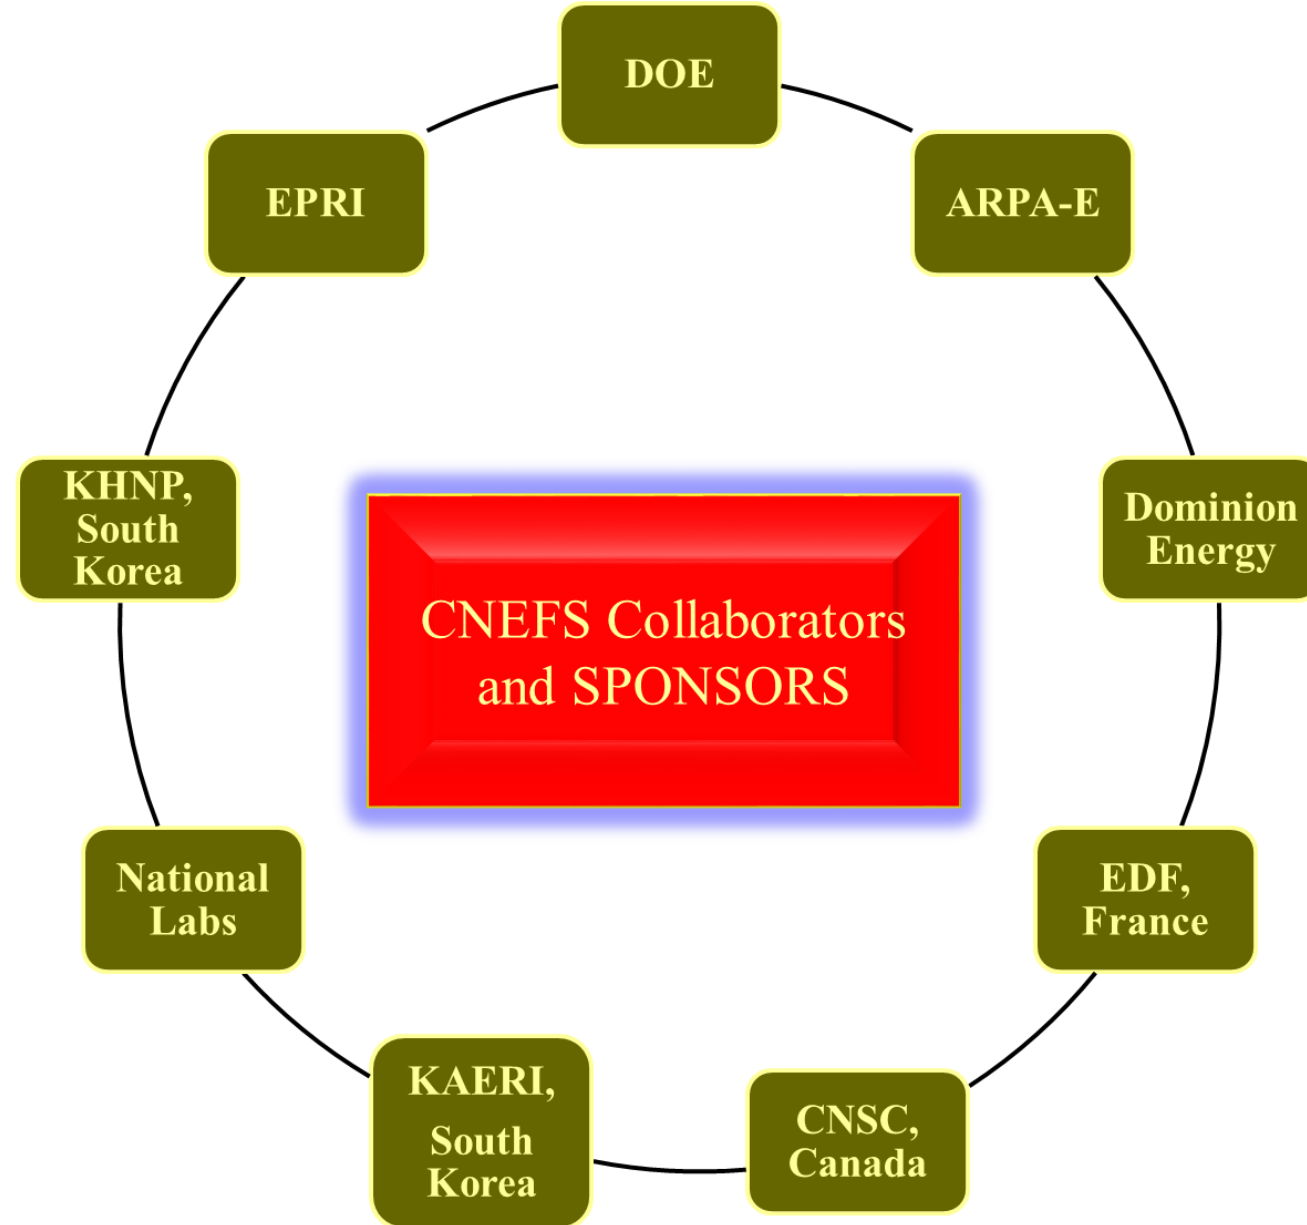 DOE
EPRI
ARPA-E
KHNP,
South
Korea
Dominion
Energy
CNEFS Collaborators
and SPONSORS
National
Labs
EDF,
France
KAERI,
South
Korea
CNSC,
Canada